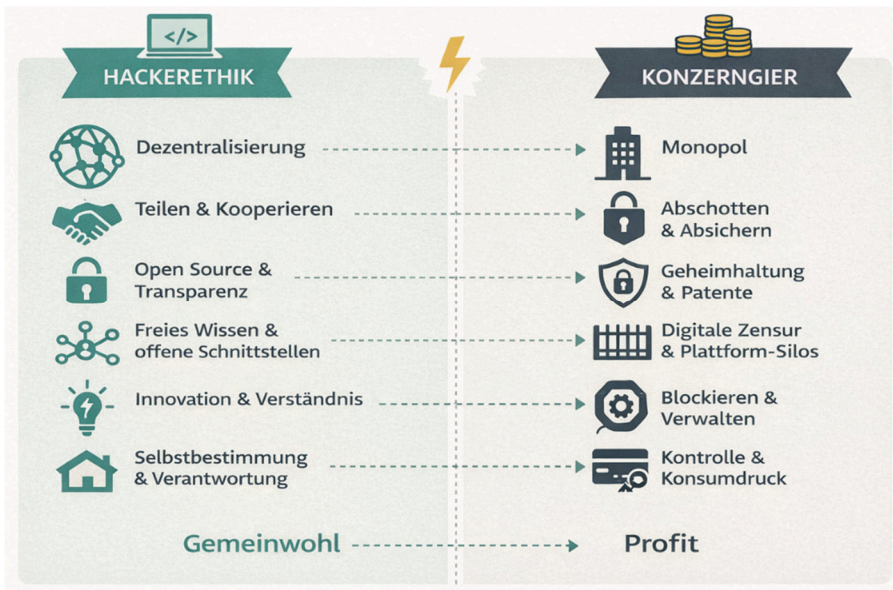 </>
HACKERETHIK
KONZERNGIER
Dezentralisierung
Monopol
Teilen & Kooperieren
Abschotten
& Absichern
Open Source &
Transparenz
Geheimhaltung
& Patente
Freies Wissen &
offene Schnittstellen
Digitale Zensur
& Plattform-Silos
Innovation & Verständnis
Blockieren &
Verwalten
Selbstbestimmung
& Verantwortung
Kontrolle &
Konsumdruck
Gemeinwohl
Profit